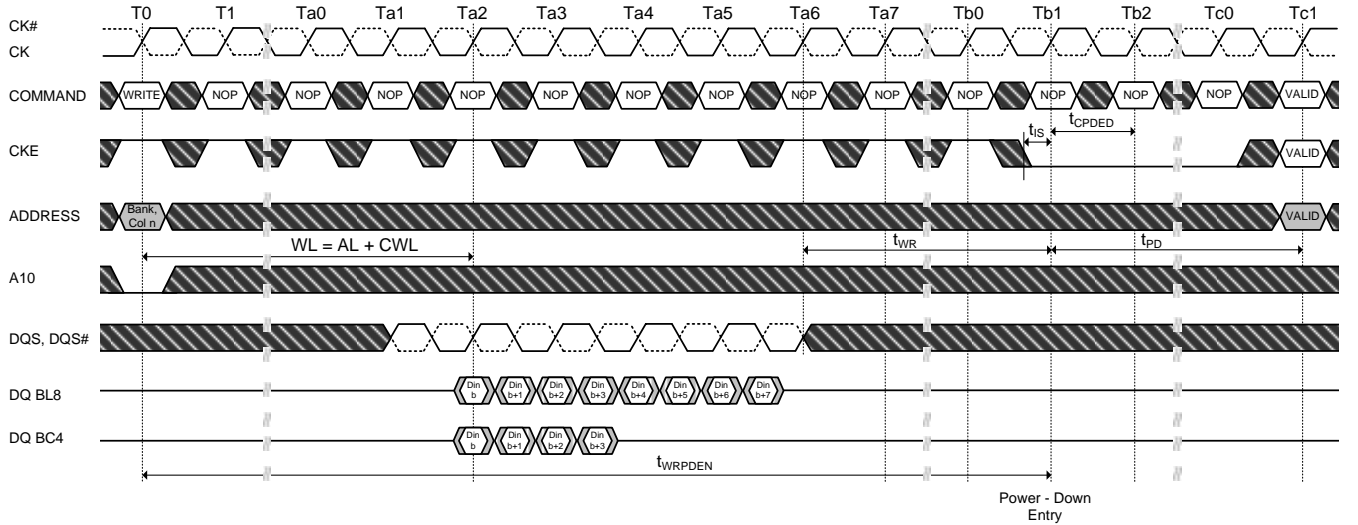 T0 T1 Ta0 Ta1 Ta2 Ta3 Ta4 Ta5 Ta6 Ta7 Tb0 Tb1 Tb2 Tc0 Tc1
CK#
CK
COMMAND WRITE NOP NOP NOP NOP NOP NOP NOP NOP NOP NOP NOP NOP NOP VALID
tIS tCPDED
CKE VALID
ADDRESS Bank, Col n VALID
WL = AL + CWL tWR tPD
A10
DQS, DQS#
DQ BL8 Din b Din b+1 Din b+2 Din b+3 Din b+4 Din b+5 Din b+6 Din b+7
DQ BC4 Din b Din b+1 Din b+2 Din b+3
tWRPDEN
Power - Down
Entry